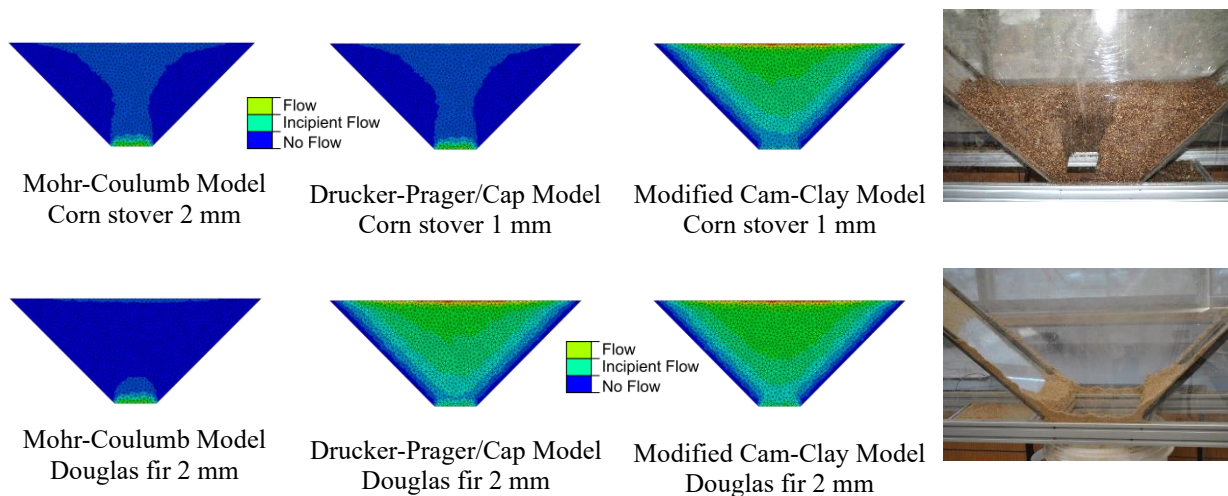 Flow
Incipient Flow
No Flow
Mohr-Coulumb Model
Corn stover 2 mm
Drucker-Prager/Cap Model
Corn stover 1 mm
Modified Cam-Clay Model
Corn stover 1 mm
Flow
Incipient Flow
No Flow
Mohr-Coulumb Model
Douglas fir 2 mm
Drucker-Prager/Cap Model
Douglas fir 2 mm
Modified Cam-Clay Model
Douglas fir 2 mm